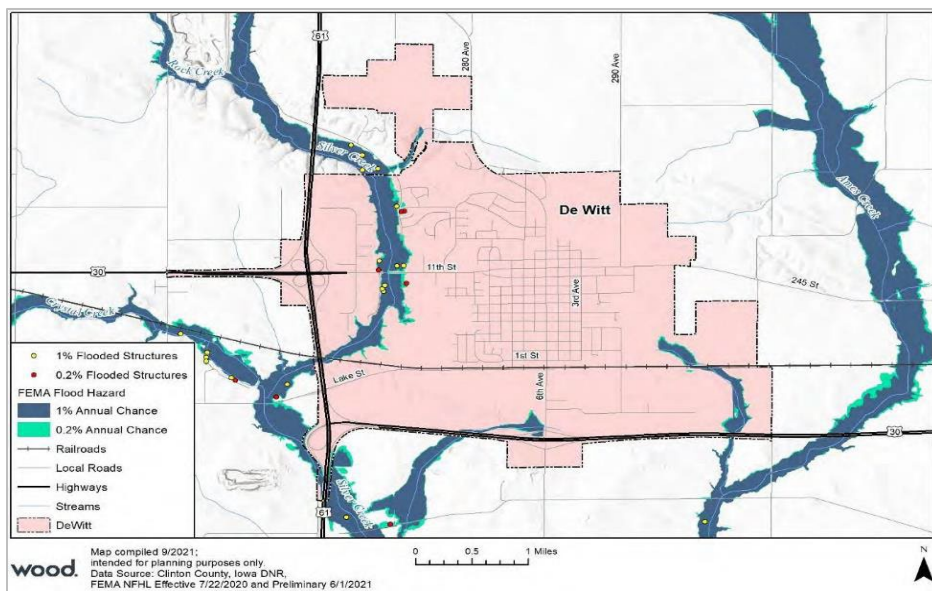 61
280 Ave
290 Ave
Rock Creek
Silver Creek
Ames Creek
De Witt
30
11th St
245 St
3rd Ave
Crystal Creek
1st St
Lake St
6th Ave
30
Silver Creek
61
1% Flooded Structures
0.2% Flooded Structures
FEMA Flood Hazard
1% Annual Chance
0.2% Annual Chance
Railroads
Local Roads
Highways
Streams
DeWitt
wood.
Map compiled 9/2021;
intended for planning purposes only.
Data Source: Clinton County, Iowa DNR,
FEMA NFHL Effective 7/22/2020 and Preliminary 6/1/2021
0 0.5 1 Miles
N